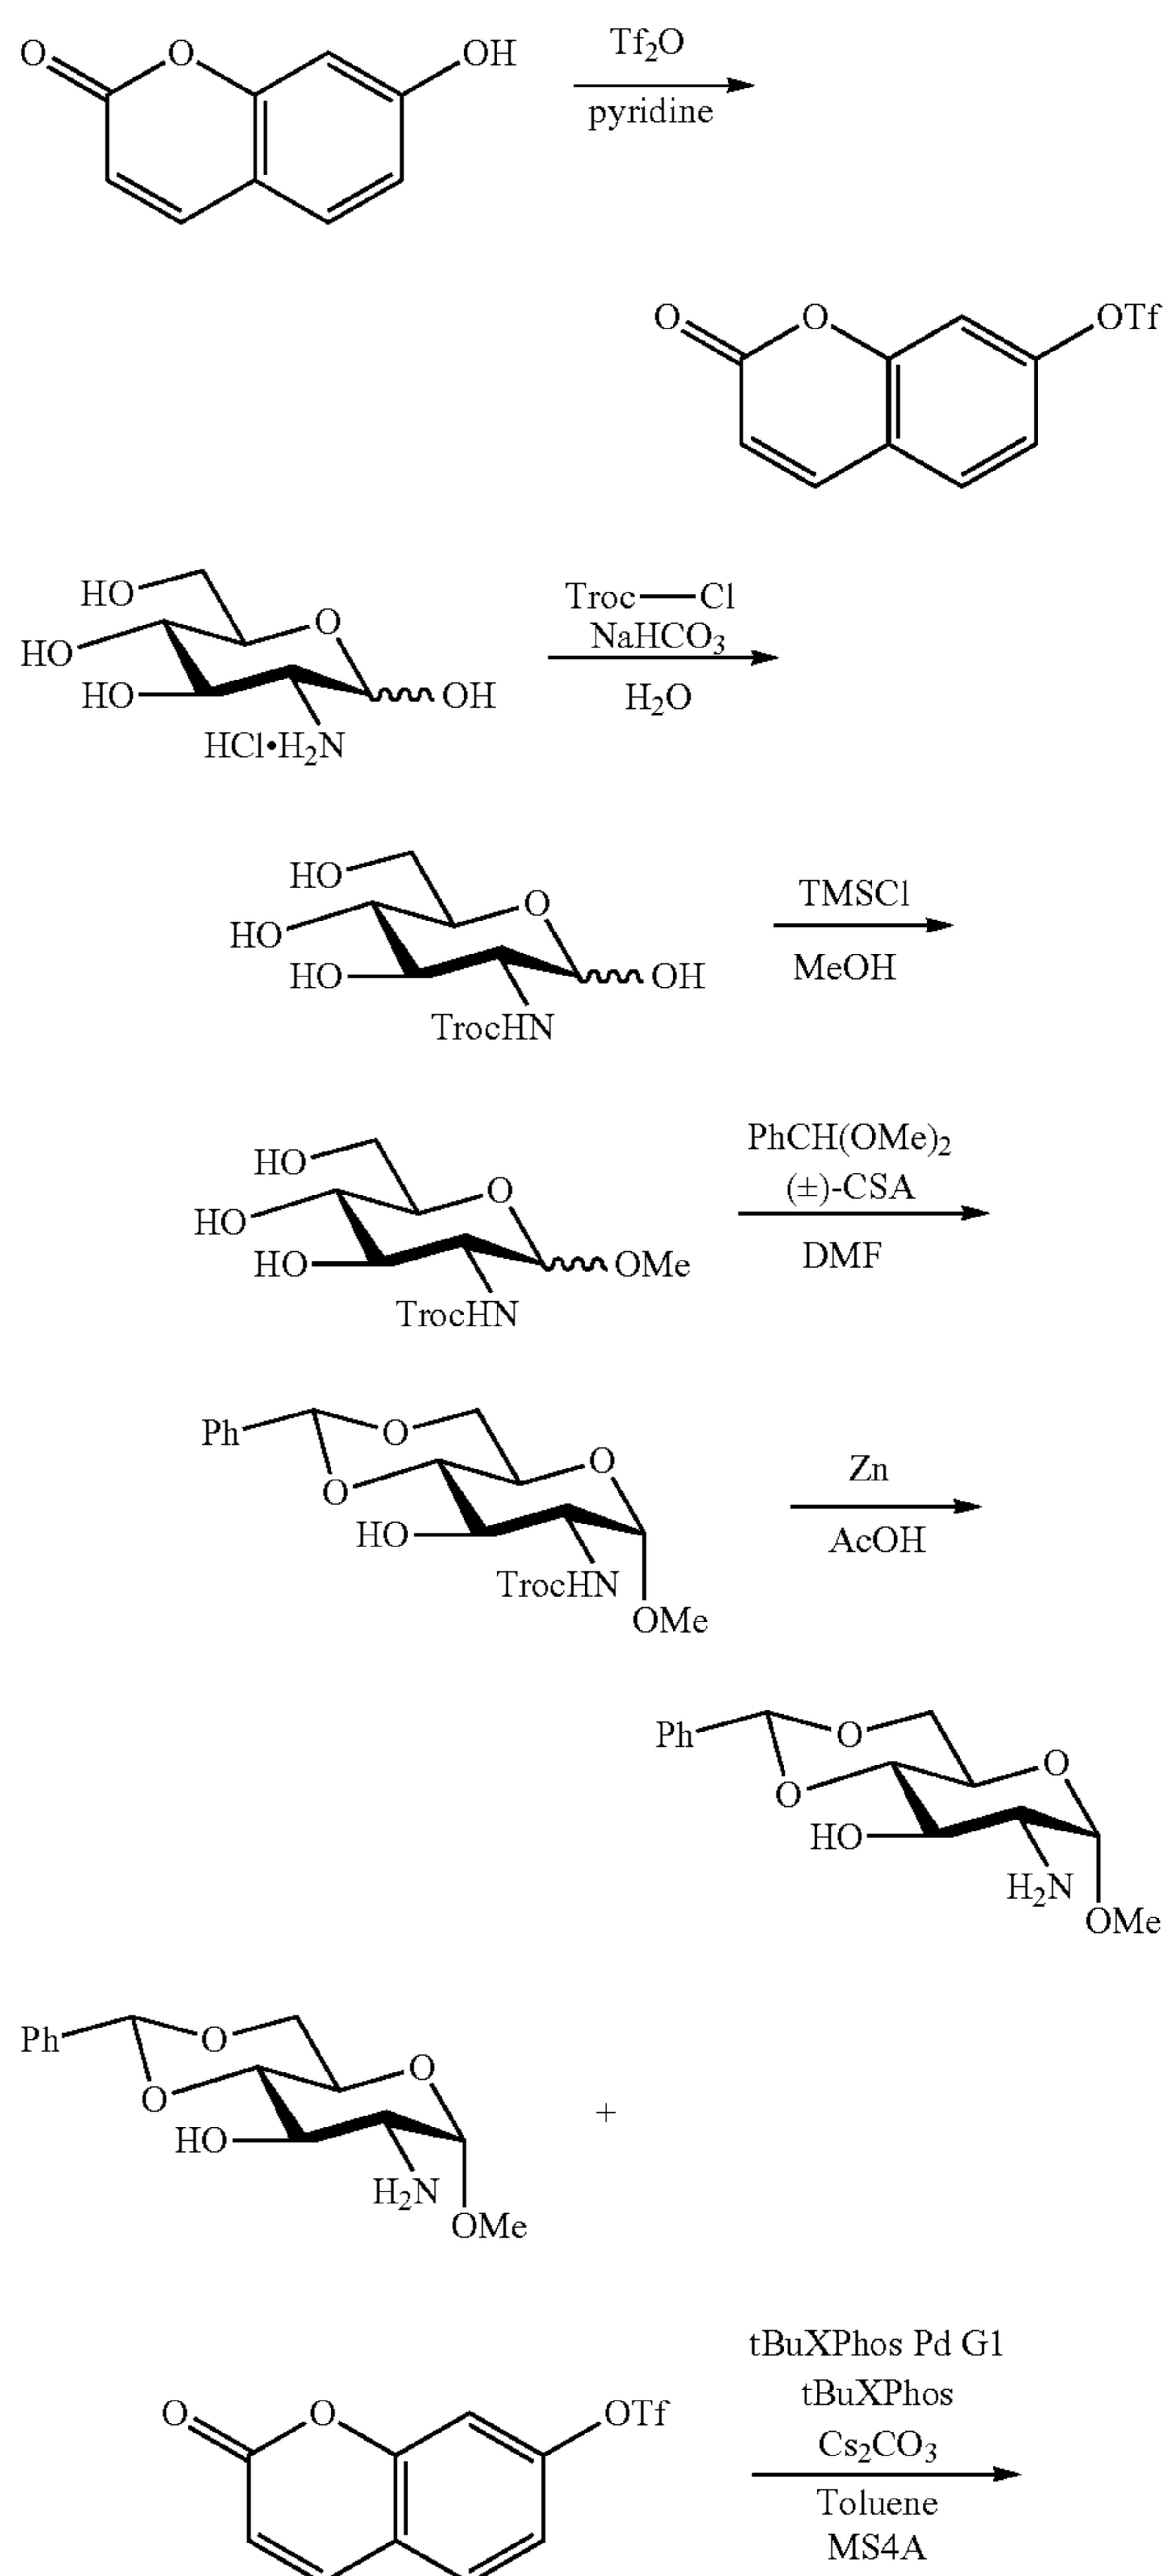 O O OH
Tf2O
pyridine
O O OTf
HO
HO
HO
O
OH
HCl•H2N
Troc—Cl
NaHCO3
H2O
HO
HO
HO
O
OH
TrocHN
TMSCl
MeOH
HO
HO
HO
O
OMe
TrocHN
PhCH(OMe)2
(±)-CSA
DMF
Ph
O
O
O
HO
TrocHN
OMe
Zn
AcOH
Ph
O
O
O
HO
H2N
OMe
Ph
O
O
O
HO
H2N
OMe
+
O O OTf
tBuXPhos Pd G1
tBuXPhos
Cs2CO3
Toluene
MS4A